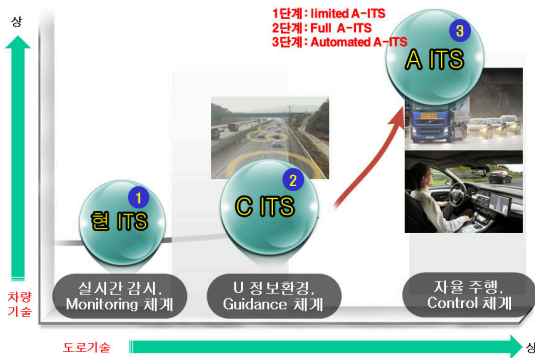 상
1단계: limited A-ITS
2단계: Full A-ITS
3단계: Automated A-ITS
3
A ITS
2
C ITS
1
현 ITS
실시간 감시,
Monitoring 체계
U 정보환경,
Guidance 체계
자율 주행,
Control 체계
차량
기술
도로기술
상